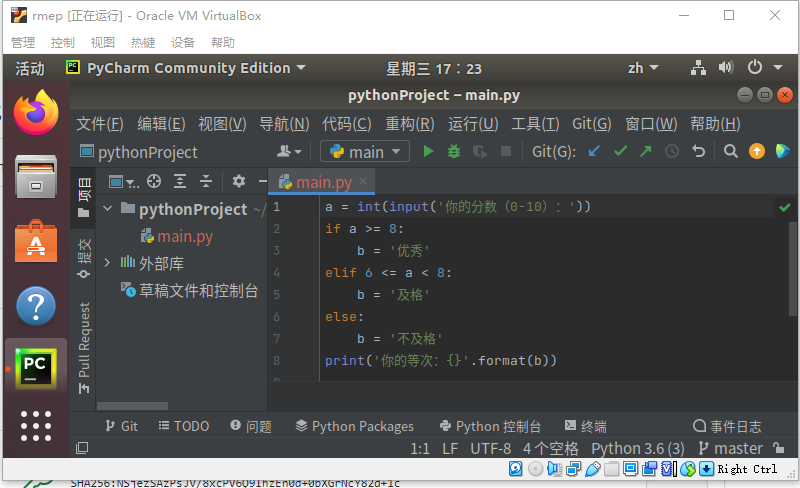 rmep [正在运行] - Oracle VM VirtualBox
管理 控制 视图 热键 设备 帮助
活动 PyCharm Community Edition 星期三 17：23 zh
pythonProject – main.py
文件(F) 编辑(E) 视图(V) 导航(N) 代码(C) 重构(R) 运行(U) 工具(T) Git(G) 窗口(W) 帮助(H)
pythonProject main Git(G):
项目 main.py
pythonProject ~/
main.py
外部库
草稿文件和控制台
提交
Pull Request
1 a = int(input('你的分数（0-10）：'))
2 if a >= 8:
3 b = '优秀'
4 elif 6 <= a < 8:
5 b = '及格'
6 else:
7 b = '不及格'
8 print('你的等次：{}'.format(b))
Git TODO 问题 Python Packages Python 控制台 终端 事件日志
1:1 LF UTF-8 4 个空格 Python 3.6 (3) master
Right Ctrl